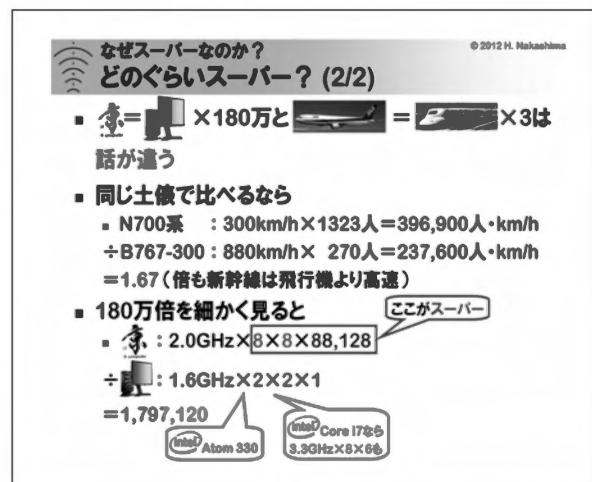 なぜスーパーなのか?
© 2012 H. Nakashima
どのぐらいスーパー? (2/2)
京= ×180万と = ×3は
話が違う
同じ土俵で比べるなら
N700系 :300km/h×1323人=396,900人・km/h
÷B767-300:880km/h× 270人=237,600人・km/h
=1.67(倍も新幹線は飛行機より高速)
180万倍を細かく見ると
ここがスーパー
京:2.0GHz×8×8×88,128
÷ :1.6GHz×2×2×1
=1,797,120
intel Atom 330
intel Core i7なら
3.3GHz×8×6も